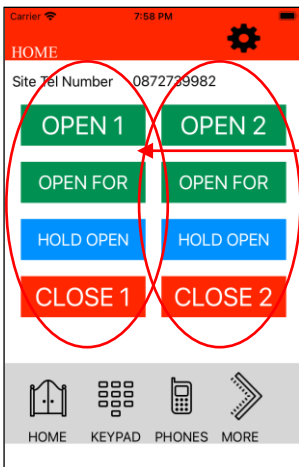 Carrier 7:58 PM
HOME
Site Tel Number 0872739982
OPEN 1 OPEN 2
OPEN FOR OPEN FOR
HOLD OPEN HOLD OPEN
CLOSE 1 CLOSE 2
HOME KEYPAD PHONES MORE